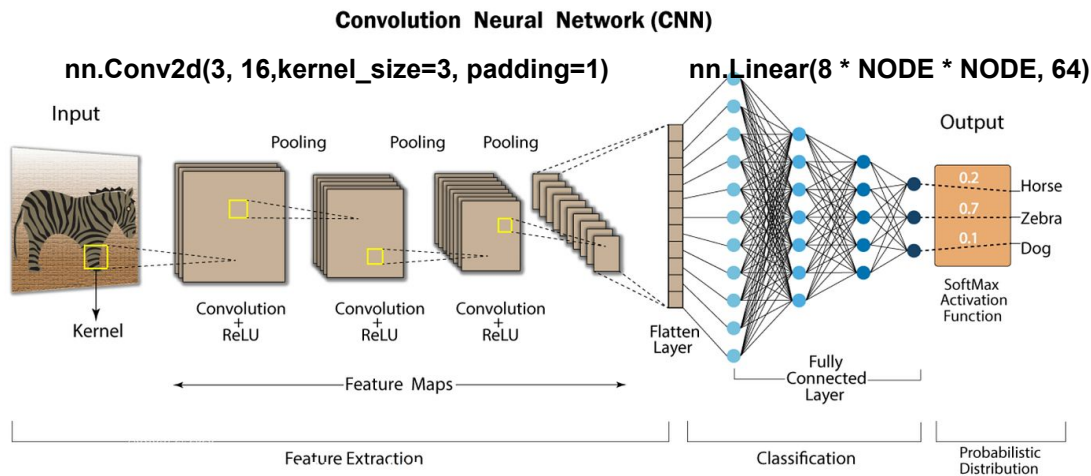 Convolution Neural Network (CNN)
nn.Conv2d(3, 16,kernel_size=3, padding=1)
nn.Linear(8 * NODE * NODE, 64)
Input
Pooling
Pooling
Pooling
Output
0.2
Horse
0.7
Zebra
0.1
Dog
Kernel
Convolution
+
ReLU
Convolution
+
ReLU
Convolution
+
ReLU
Flatten
Layer
SoftMax
Activation
Function
Feature Maps
Fully
Connected
Layer
Feature Extraction
Classification
Probabilistic
Distribution